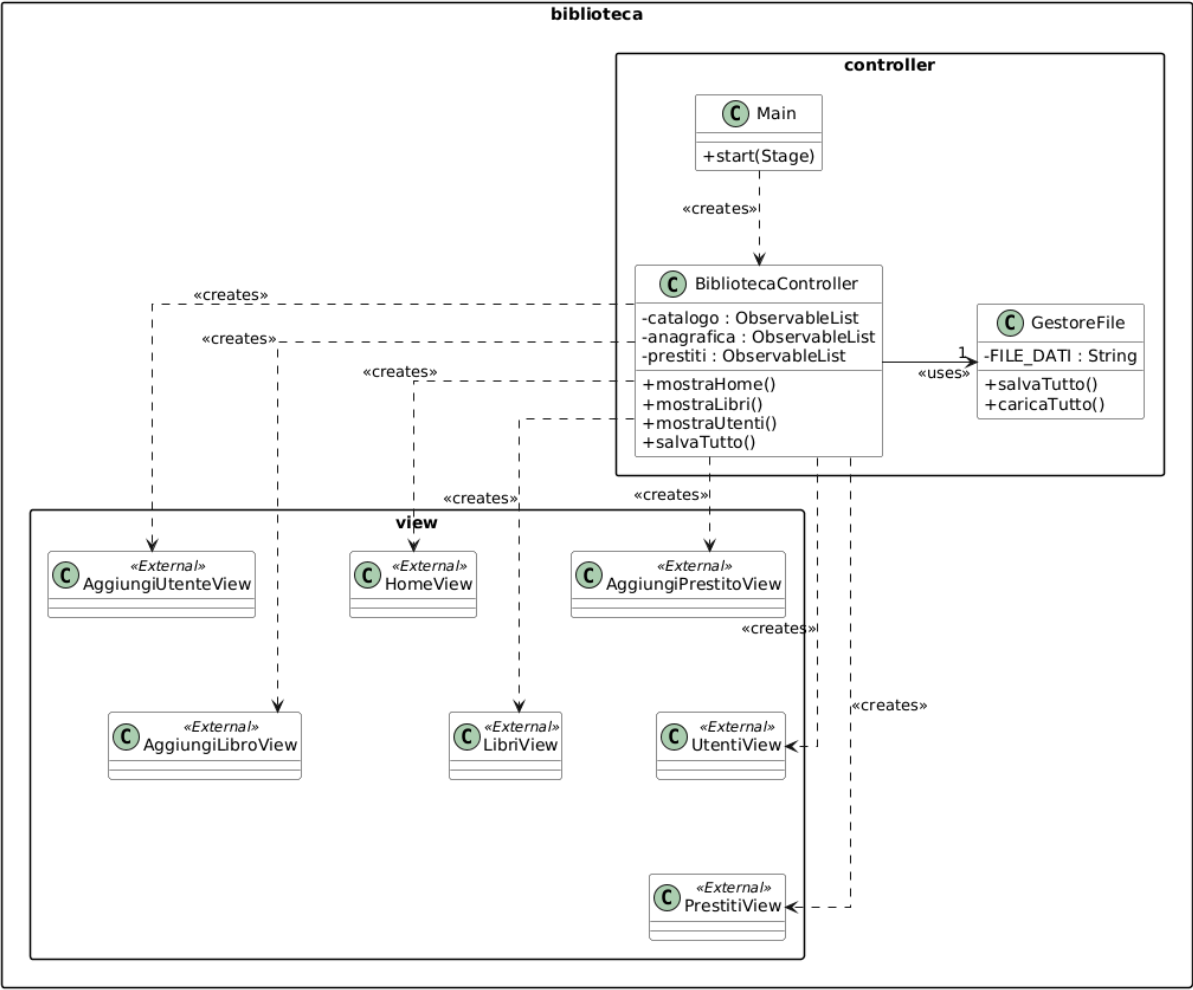 biblioteca
controller
C Main
+start(Stage)
«creates»
C BibliotecaController
-catalogo : ObservableList
-anagrafica : ObservableList
-prestiti : ObservableList
+mostraHome()
+mostraLibri()
+mostraUtenti()
+salvaTutto()
1
«uses»
C GestoreFile
-FILE_DATI : String
+salvaTutto()
+caricaTutto()
«creates»
«creates»
«creates»
«creates»
«creates»
view
«External»
C AggiungiUtenteView
«External»
C HomeView
«External»
C AggiungiPrestitoView
«creates»
«creates»
«External»
C AggiungiLibroView
«External»
C LibriView
«External»
C UtentiView
«External»
C PrestitiView